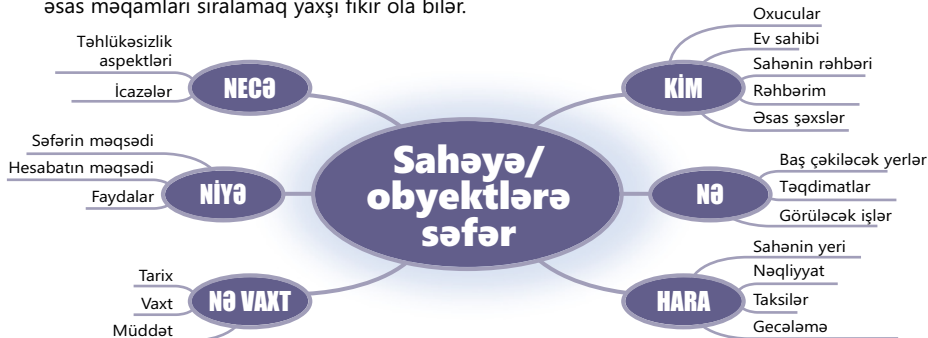 əsas məqamları sıralamaq yaxşı fikir ola bilər.
Təhlükəsizlik
aspektləri
İcazələr
NECƏ
Səfərin məqsədi
Hesabatın məqsədi
Faydalar
NİYƏ
Tarix
Vaxt
Müddət
NƏ VAXT
Sahəyə/
obyektlərə
səfər
KİM
Oxucular
Ev sahibi
Sahənin rəhbəri
Rəhbərim
Əsas şəxslər
NƏ
Baş çəkiləcək yerlər
Təqdimatlar
Görüləcək işlər
HARA
Sahənin yeri
Nəqliyyat
Taksilər
Gecələmə